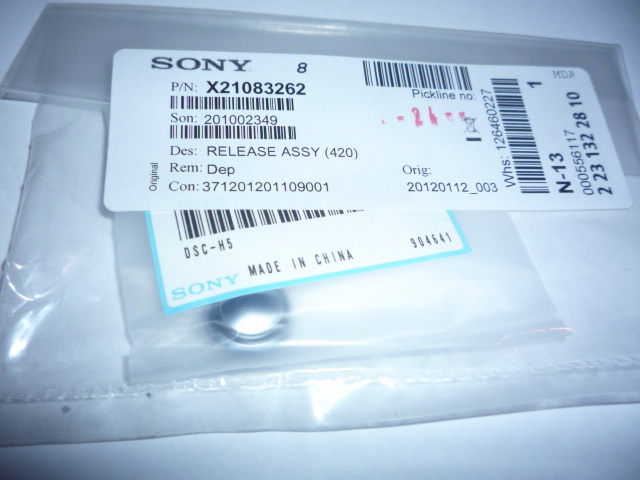 SONY 8
P/N: X21083262
Son: 201002349
Des: RELEASE ASSY (420)
Rem: Dep
Con: 371201201109001
Original
Pickline no:
Orig:
20120112_003
Whs: 126460227
1
MDA
N-13
000556117
2 23 132 28 10
DSC-H5
904641
SONY MADE IN CHINA